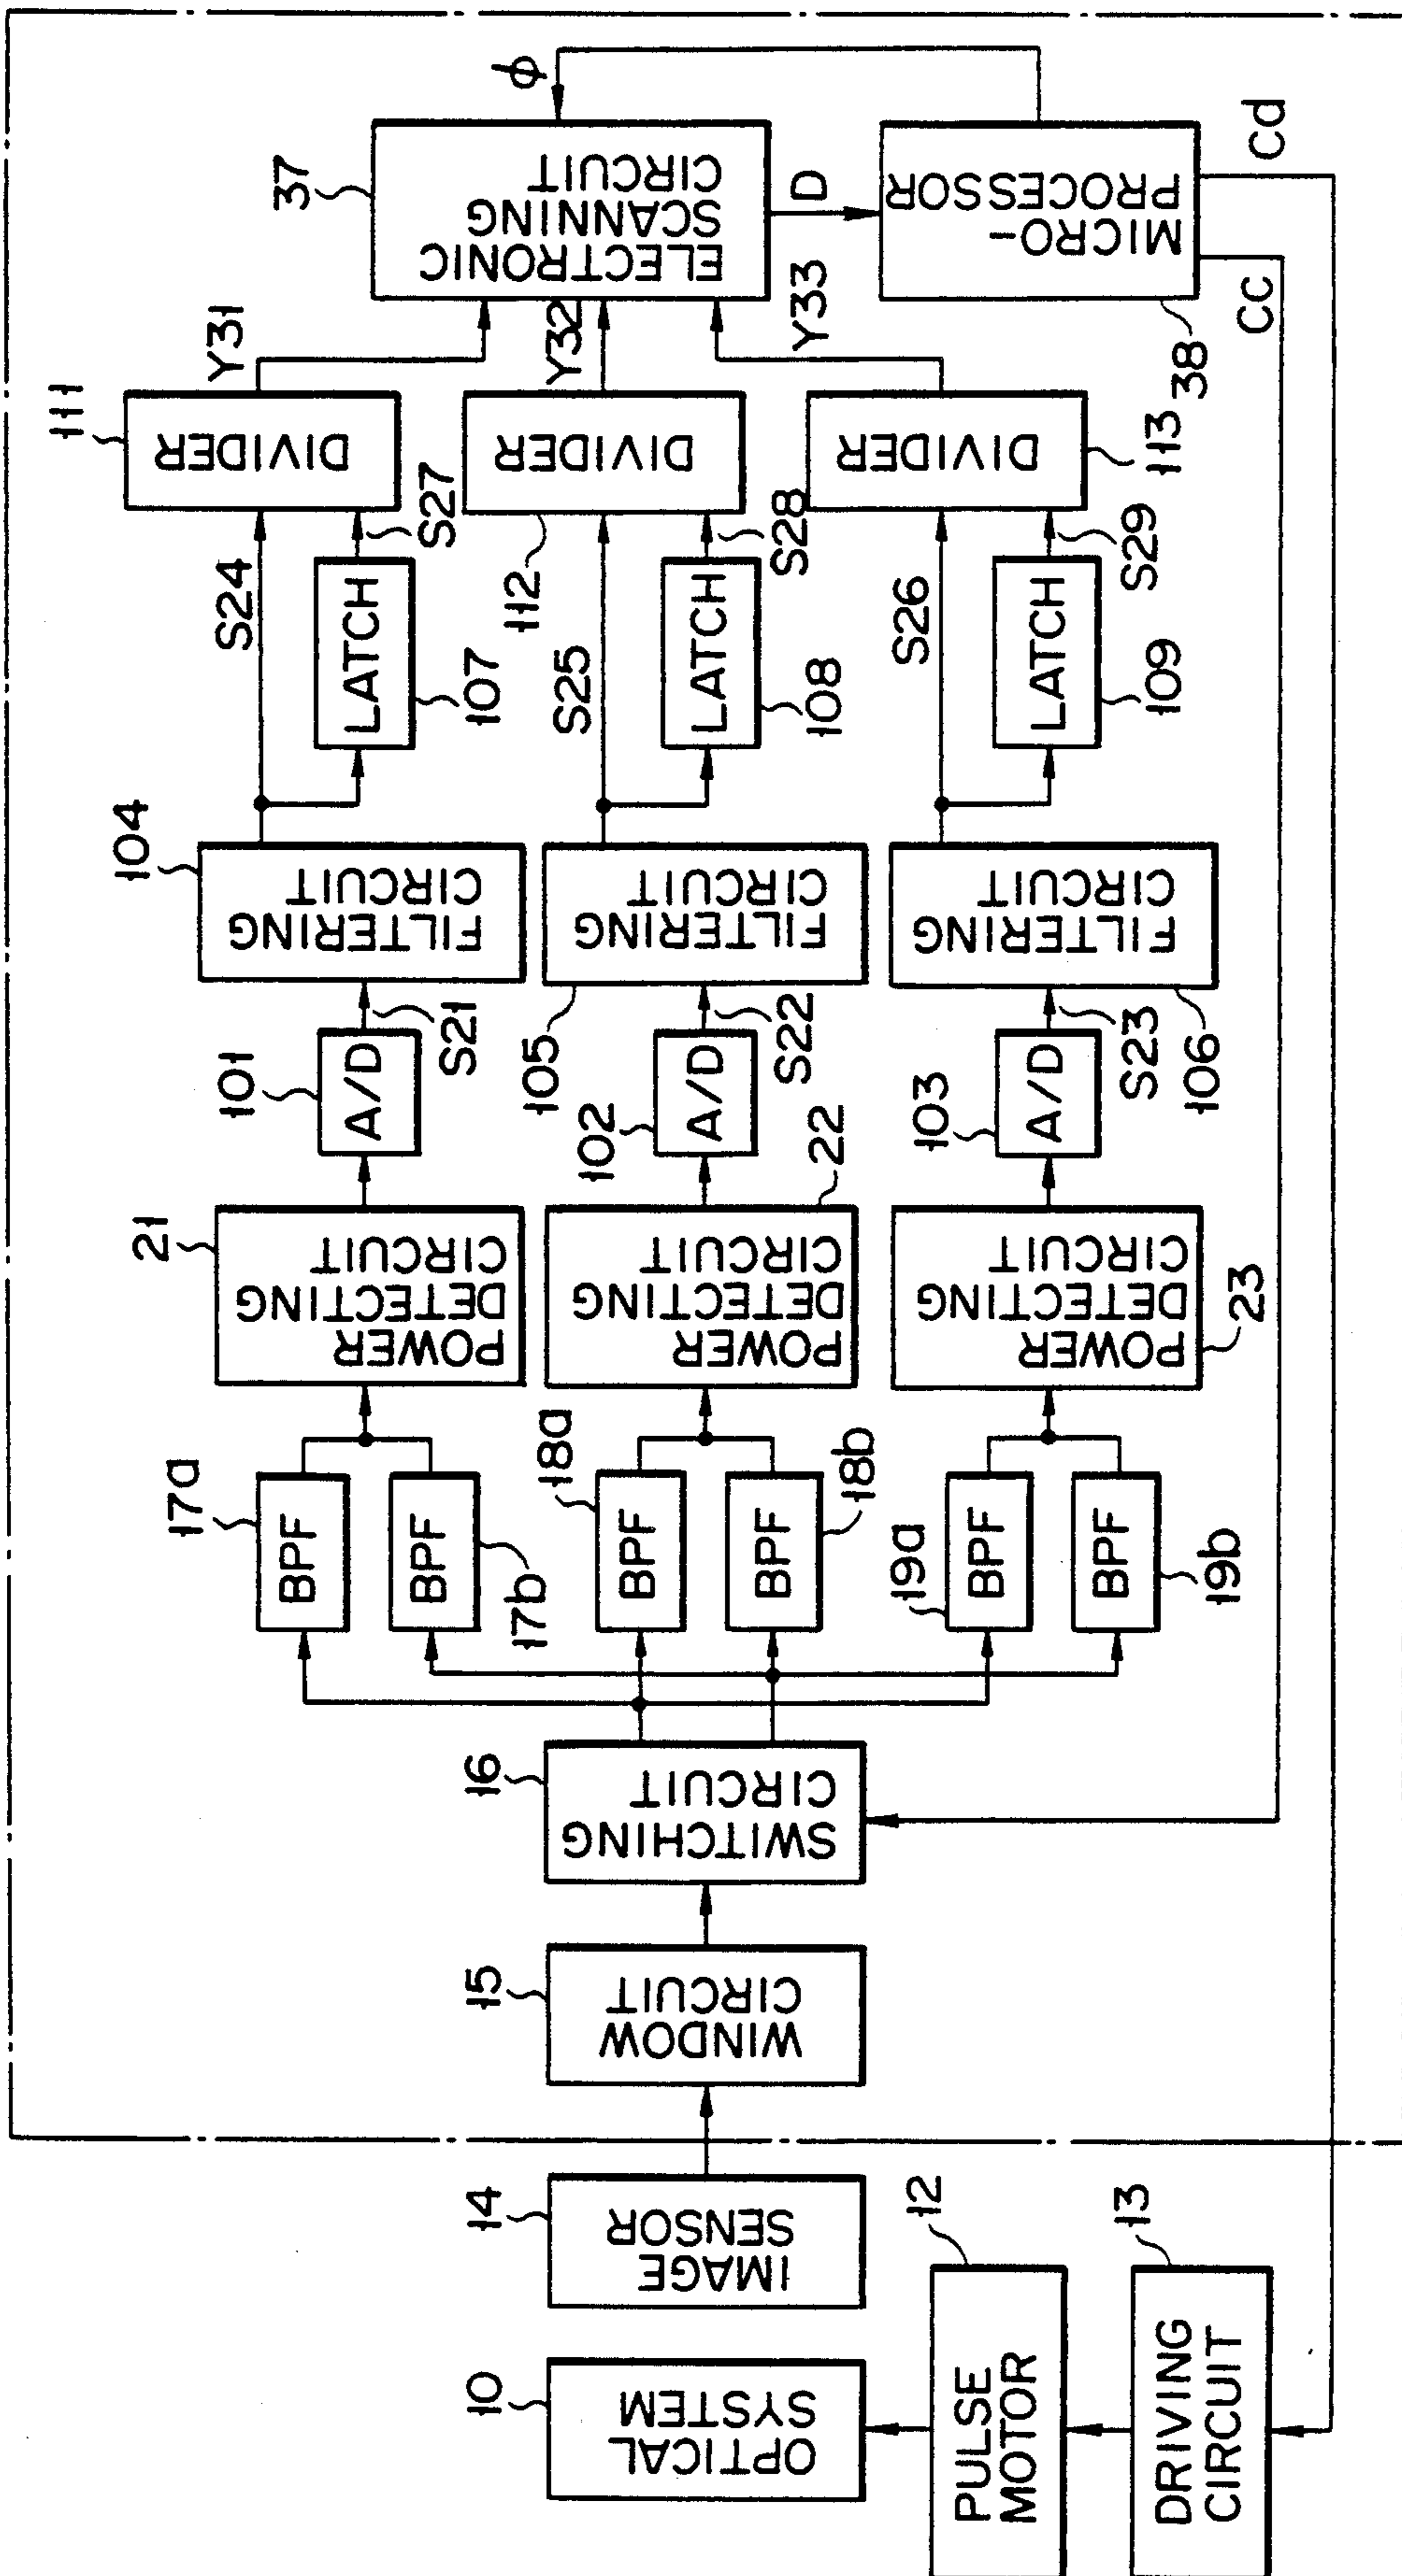 10
OPTICAL
SYSTEM
12
PULSE
MOTOR
13
DRIVING
CIRCUIT
14
IMAGE
SENSOR
15
WINDOW
CIRCUIT
16
SWITCHING
CIRCUIT
17a
BPF
BPF
17b
18a
BPF
BPF
18b
19a
BPF
BPF
19b
21
POWER
DETECTING
CIRCUIT
22
POWER
DETECTING
CIRCUIT
23
POWER
DETECTING
CIRCUIT
101
A/D
S21
102
A/D
S22
103
A/D
S23
104
FILTERING
CIRCUIT
105
FILTERING
CIRCUIT
106
FILTERING
CIRCUIT
S24
LATCH
107
S27
S25
LATCH
108
S28
S26
LATCH
109
S29
111
DIVIDER
Y31
112
DIVIDER
Y32
113
DIVIDER
Y33
37
ELECTRONIC
SCANNING
CIRCUIT
ϕ
D
MICRO-
PROCESSOR
38
Cc
Cd